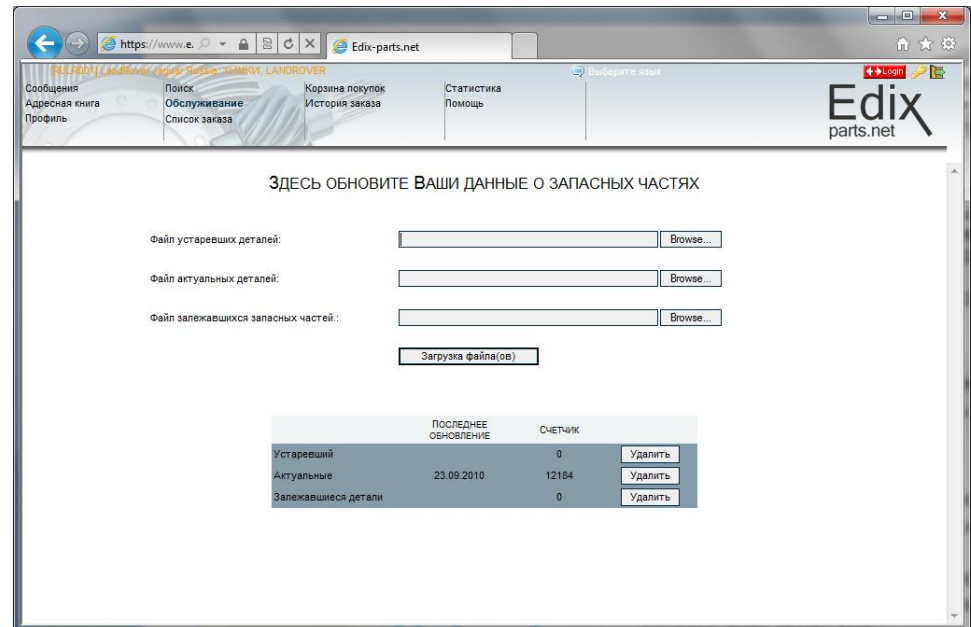 https://www.e.
Edix-parts.net
RULR001| LandRover Jaguar Russia, ХИМКИ, LANDROVER
Выберите язык
Login
Сообщения Поиск Корзина покупок Статистика
Адресная книга Обслуживание История заказа Помощь
Профиль Список заказа
Edix
parts.net
Здесь обновите Ваши данные о запасных частях
Файл устаревших деталей: Browse...
Файл актуальных деталей: Browse...
Файл залежавшихся запасных частей.: Browse...
Загрузка файла(ов)
Последнее обновление Счетчик
Устаревший 0 Удалить
Актуальные 23.09.2010 12184 Удалить
Залежавшиеся детали 0 Удалить